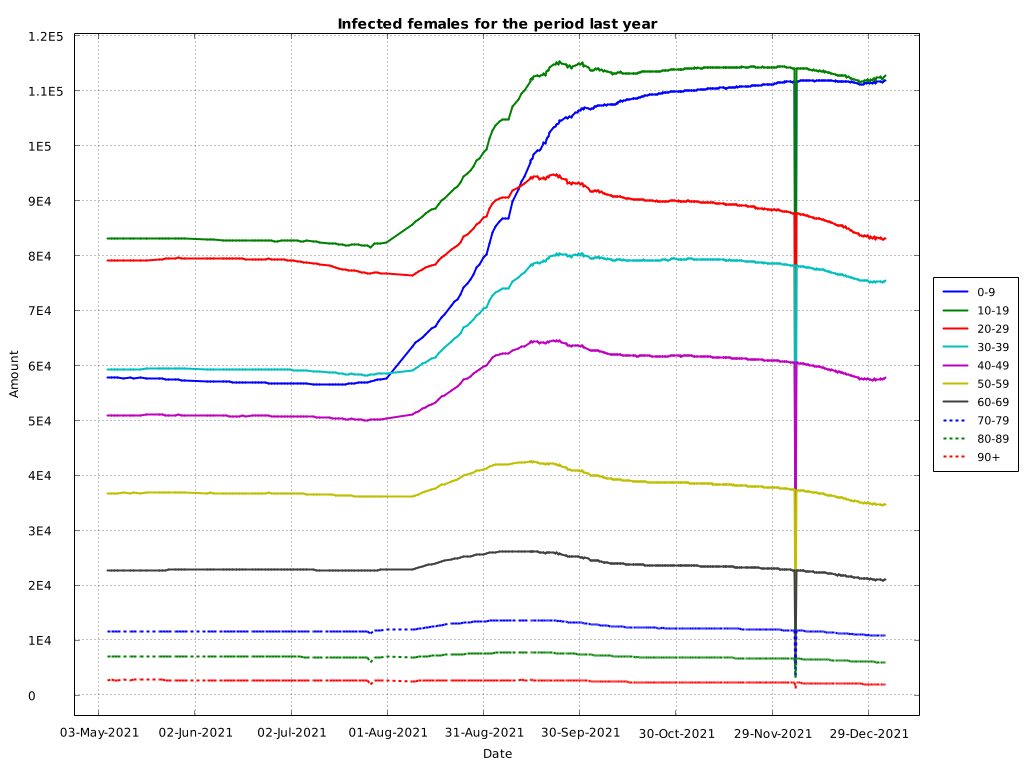 Infected females for the period last year
1.2E5
1.1E5
1E5
9E4
8E4
7E4
6E4
5E4
4E4
3E4
2E4
1E4
0
Amount
03-May-2021 02-Jun-2021 02-Jul-2021 01-Aug-2021 31-Aug-2021 30-Sep-2021 30-Oct-2021 29-Nov-2021 29-Dec-2021
Date
0-9
10-19
20-29
30-39
40-49
50-59
60-69
70-79
80-89
90+